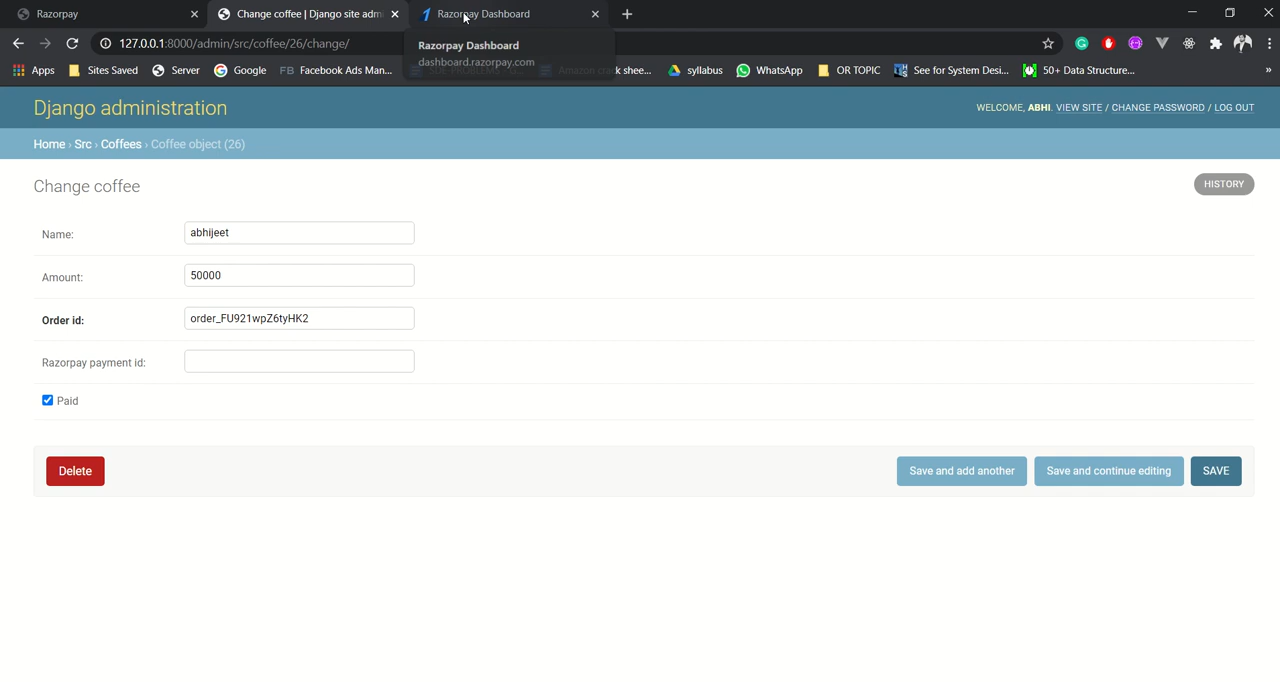 Razorpay
Change coffee | Django site adm
Razorpay Dashboard
127.0.0.1:8000/admin/src/coffee/26/change/
Razorpay Dashboard
dashboard.razorpay.com
Apps
Sites Saved
Server
Google
FB Facebook Ads Man...
shee...
syllabus
WhatsApp
OR TOPIC
See for System Desi...
50+ Data Structure...
»
Django administration
WELCOME, ABHI. VIEW SITE / CHANGE PASSWORD / LOG OUT
Home › Src › Coffees › Coffee object (26)
Change coffee
HISTORY
Name:
abhijeet
Amount:
50000
Order id:
order_FU921wpZ6tyHK2
Razorpay payment id:
Paid
Delete
Save and add another
Save and continue editing
SAVE